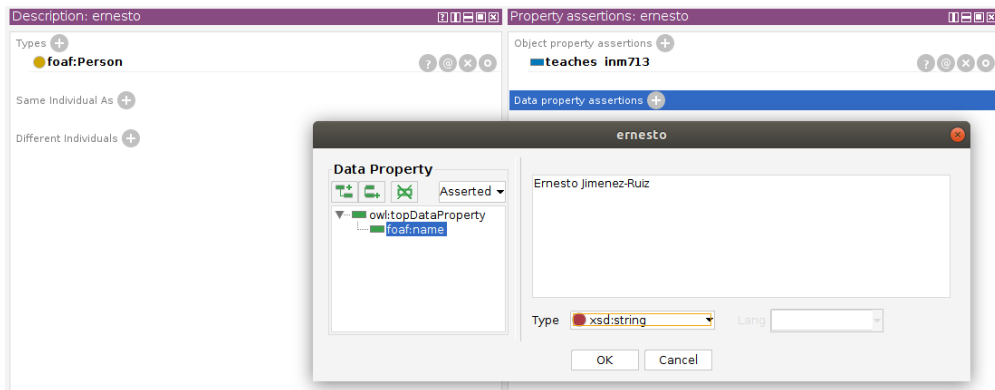 Description: ernesto
Types
foaf:Person
Same Individual As
Different Individuals
Property assertions: ernesto
Object property assertions
teaches inm713
Data property assertions
ernesto
Data Property
Asserted
owl:topDataProperty
foaf:name
Ernesto Jimenez-Ruiz
Type xsd:string Lang
OK Cancel